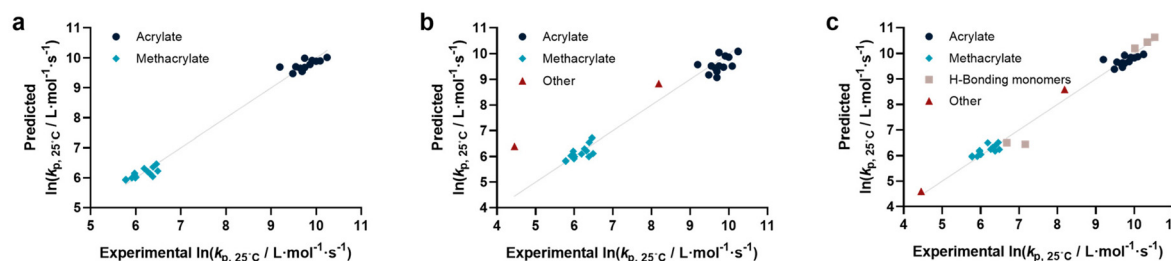 a
Acrylate
Methacrylate
Predicted
ln(kp, 25°C / L·mol⁻¹·s⁻¹)
11
10
9
8
7
6
5
5 6 7 8 9 10 11
Experimental ln(kp, 25°C / L·mol⁻¹·s⁻¹)
b
Acrylate
Methacrylate
Other
Predicted
ln(kp, 25°C / L·mol⁻¹·s⁻¹)
11
10
9
8
7
6
5
4
4 5 6 7 8 9 10 11
Experimental ln(kp, 25°C / L·mol⁻¹·s⁻¹)
c
Acrylate
Methacrylate
H-Bonding monomers
Other
Predicted
ln(kp, 25°C / L·mol⁻¹·s⁻¹)
11
10
9
8
7
6
5
4
4 5 6 7 8 9 10
Experimental ln(kp, 25°C / L·mol⁻¹·s⁻¹)